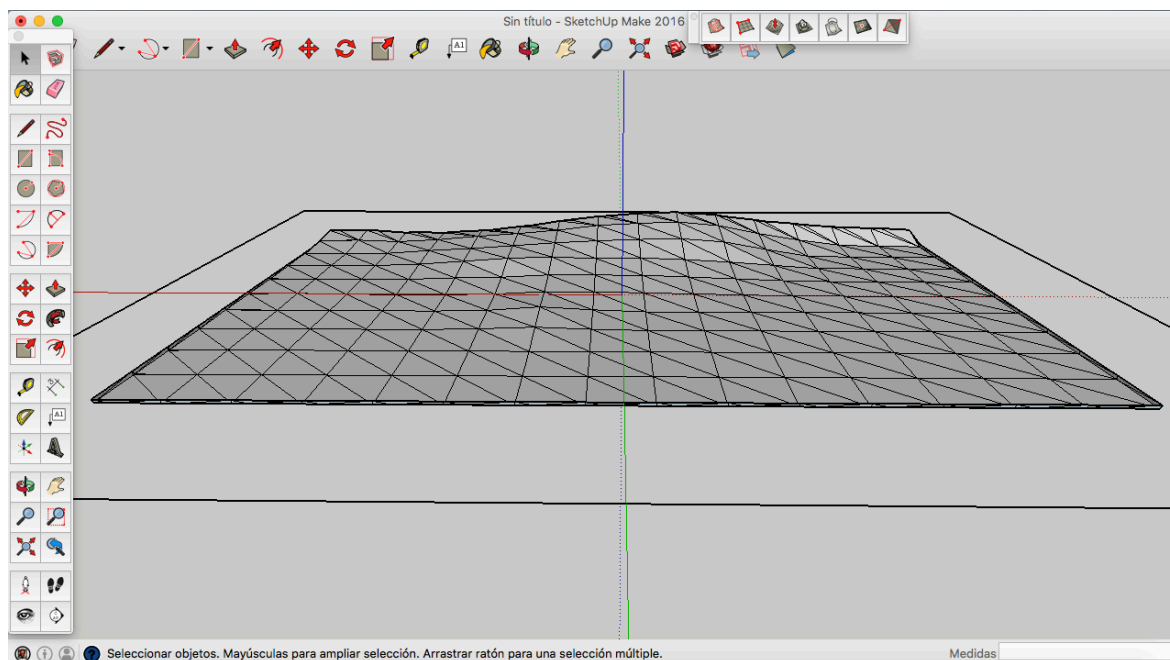 Sin título - SketchUp Make 2016
A1
A1
Seleccionar objetos. Mayúsculas para ampliar selección. Arrastrar ratón para una selección múltiple.
Medidas